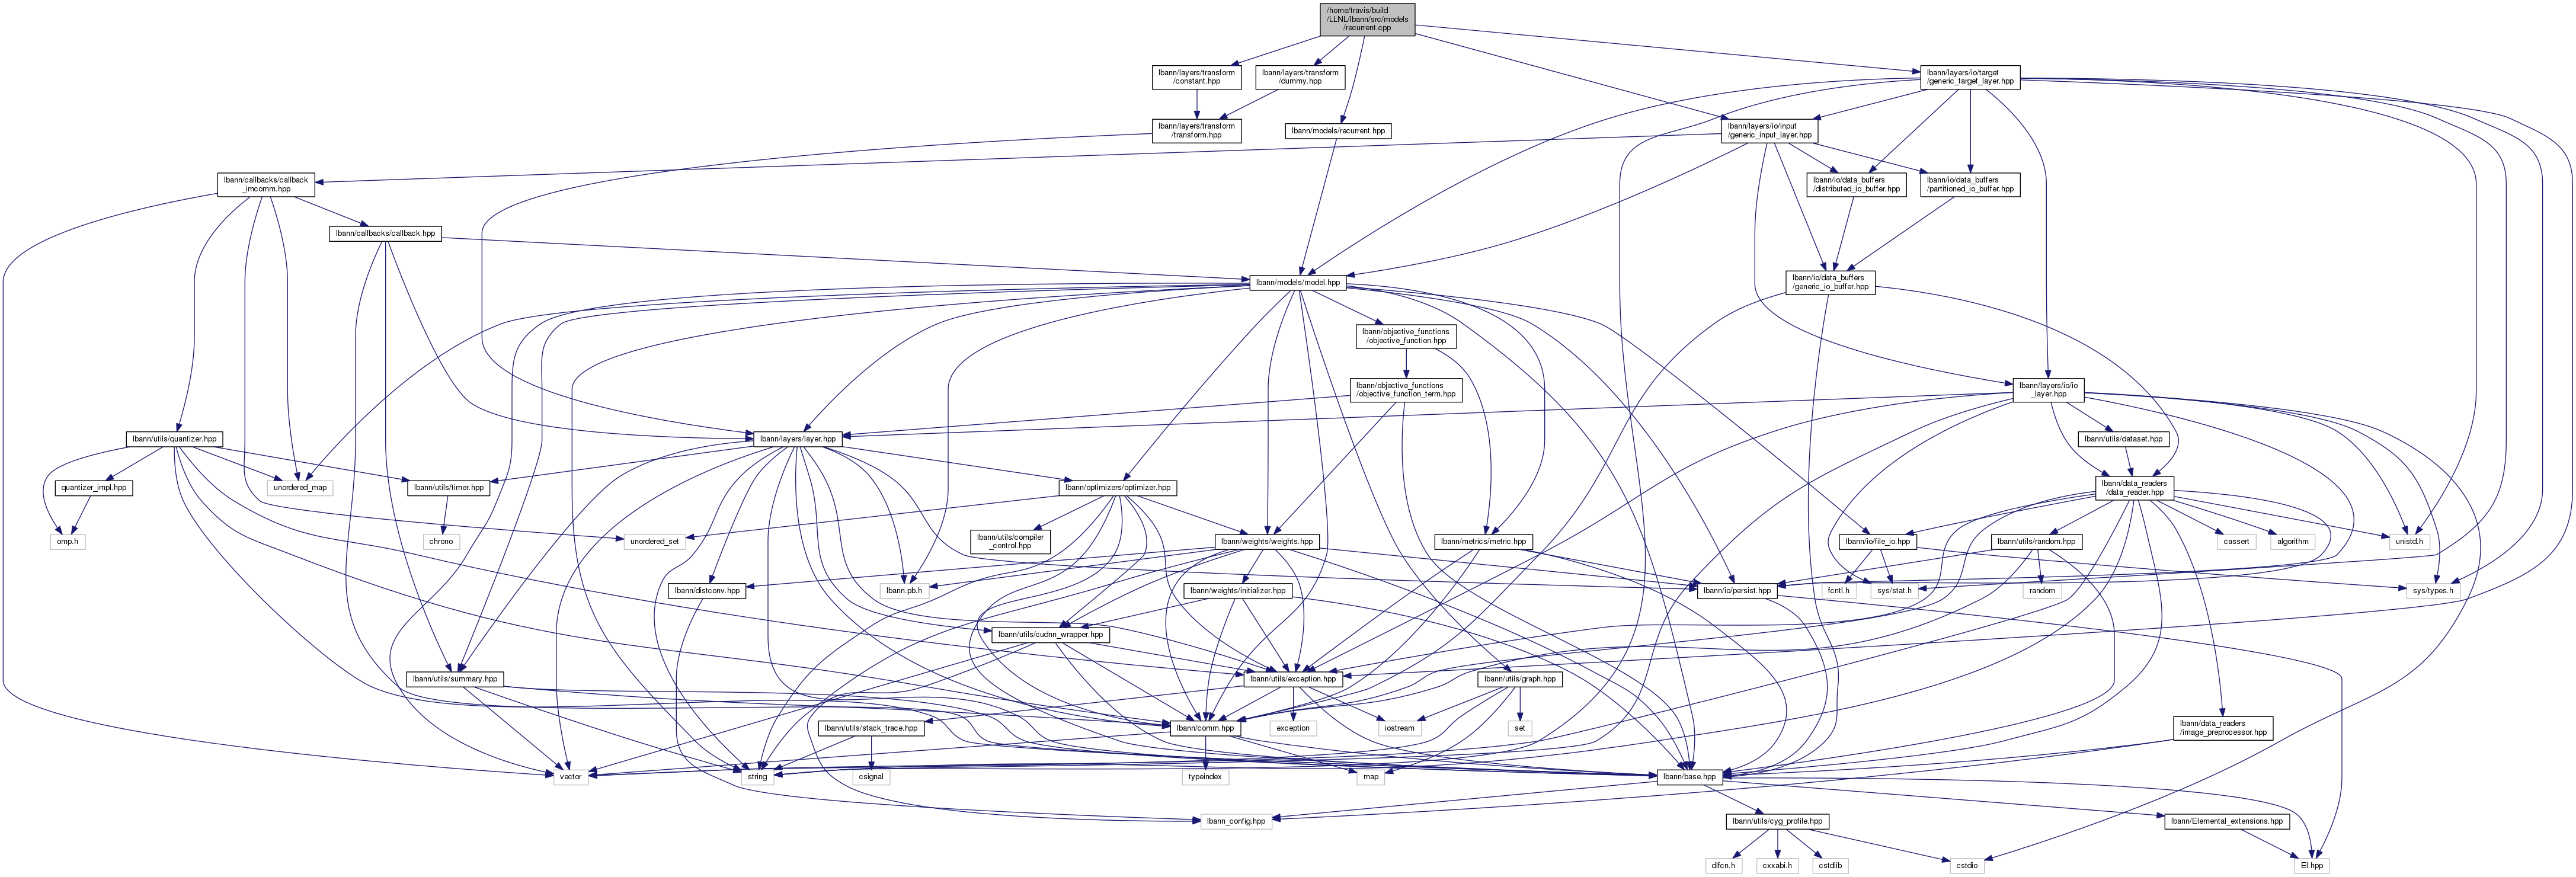 /home/travis/build
/LLNL/lbann/src/models
/recurrent.cpp
lbann/layers/transform
/constant.hpp
lbann/layers/transform
/dummy.hpp
lbann/layers/io/target
/generic_target_layer.hpp
lbann/layers/transform
/transform.hpp
lbann/models/recurrent.hpp
lbann/layers/io/input
/generic_input_layer.hpp
lbann/callbacks/callback
_imcomm.hpp
lbann/io/data_buffers
/distributed_io_buffer.hpp
lbann/io/data_buffers
/partitioned_io_buffer.hpp
lbann/callbacks/callback.hpp
lbann/models/model.hpp
lbann/io/data_buffers
/generic_io_buffer.hpp
lbann/objective_functions
/objective_function.hpp
lbann/objective_functions
/objective_function_term.hpp
lbann/layers/io/io
_layer.hpp
lbann/utils/quantizer.hpp
lbann/layers/layer.hpp
lbann/utils/dataset.hpp
quantizer_impl.hpp
unordered_map
lbann/utils/timer.hpp
lbann/optimizers/optimizer.hpp
lbann/data_readers
/data_reader.hpp
omp.h
chrono
unordered_set
lbann/utils/compiler
_control.hpp
lbann/weights/weights.hpp
lbann/metrics/metric.hpp
lbann/io/file_io.hpp
lbann/utils/random.hpp
cassert
algorithm
unistd.h
lbann/distconv.hpp
lbann.pb.h
lbann/weights/initializer.hpp
lbann/io/persist.hpp
fcntl.h
sys/stat.h
random
sys/types.h
lbann/utils/cudnn_wrapper.hpp
lbann/utils/summary.hpp
lbann/utils/exception.hpp
lbann/utils/graph.hpp
lbann/utils/stack_trace.hpp
lbann/comm.hpp
exception
iostream
set
lbann/data_readers
/image_preprocessor.hpp
vector
string
csignal
typeindex
map
lbann/base.hpp
lbann_config.hpp
lbann/utils/cyg_profile.hpp
lbann/Elemental_extensions.hpp
dlfcn.h
cxxabi.h
cstdlib
cstdio
El.hpp